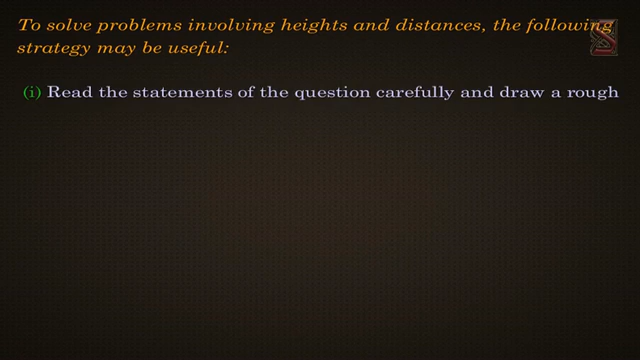 To solve problems involving heights and distances, the following
strategy may be useful:
(i) Read the statements of the question carefully and draw a rough